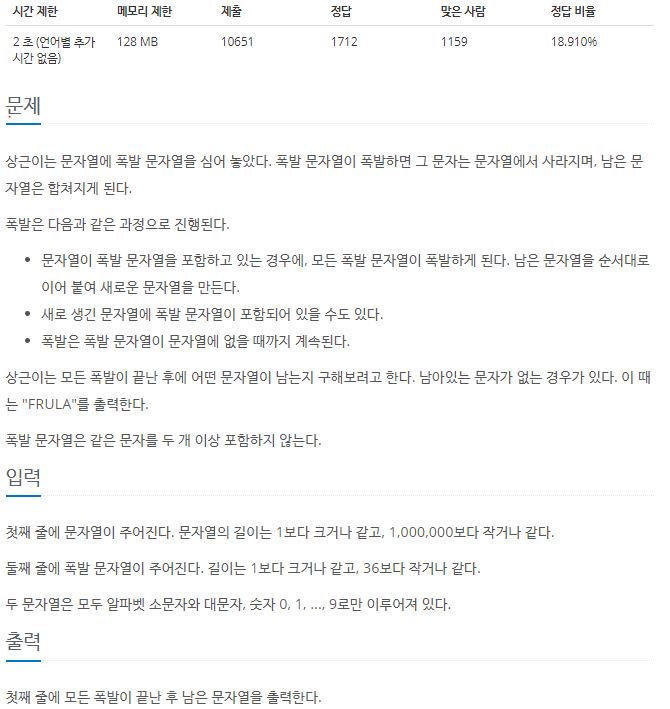 시간 제한 메모리 제한 제출 정답 맞은 사람 정답 비율
2 초 (언어별 추가 128 MB 10651 1712 1159 18.910%
시간 없음)
문제
상근이는 문자열에 폭발 문자열을 심어 놓았다. 폭발 문자열이 폭발하면 그 문자는 문자열에서 사라지며, 남은 문
자열은 합쳐지게 된다.
폭발은 다음과 같은 과정으로 진행된다.
• 문자열이 폭발 문자열을 포함하고 있는 경우에, 모든 폭발 문자열이 폭발하게 된다. 남은 문자열을 순서대로
이어 붙여 새로운 문자열을 만든다.
• 새로 생긴 문자열에 폭발 문자열이 포함되어 있을 수도 있다.
• 폭발은 폭발 문자열이 문자열에 없을 때까지 계속된다.
상근이는 모든 폭발이 끝난 후에 어떤 문자열이 남는지 구해보려고 한다. 남아있는 문자가 없는 경우가 있다. 이 때
는 "FRULA"를 출력한다.
폭발 문자열은 같은 문자를 두 개 이상 포함하지 않는다.
입력
첫째 줄에 문자열이 주어진다. 문자열의 길이는 1보다 크거나 같고, 1,000,000보다 작거나 같다.
둘째 줄에 폭발 문자열이 주어진다. 길이는 1보다 크거나 같고, 36보다 작거나 같다.
두 문자열은 모두 알파벳 소문자와 대문자, 숫자 0, 1, ..., 9로만 이루어져 있다.
출력
첫째 줄에 모든 폭발이 끝난 후 남은 문자열을 출력한다.